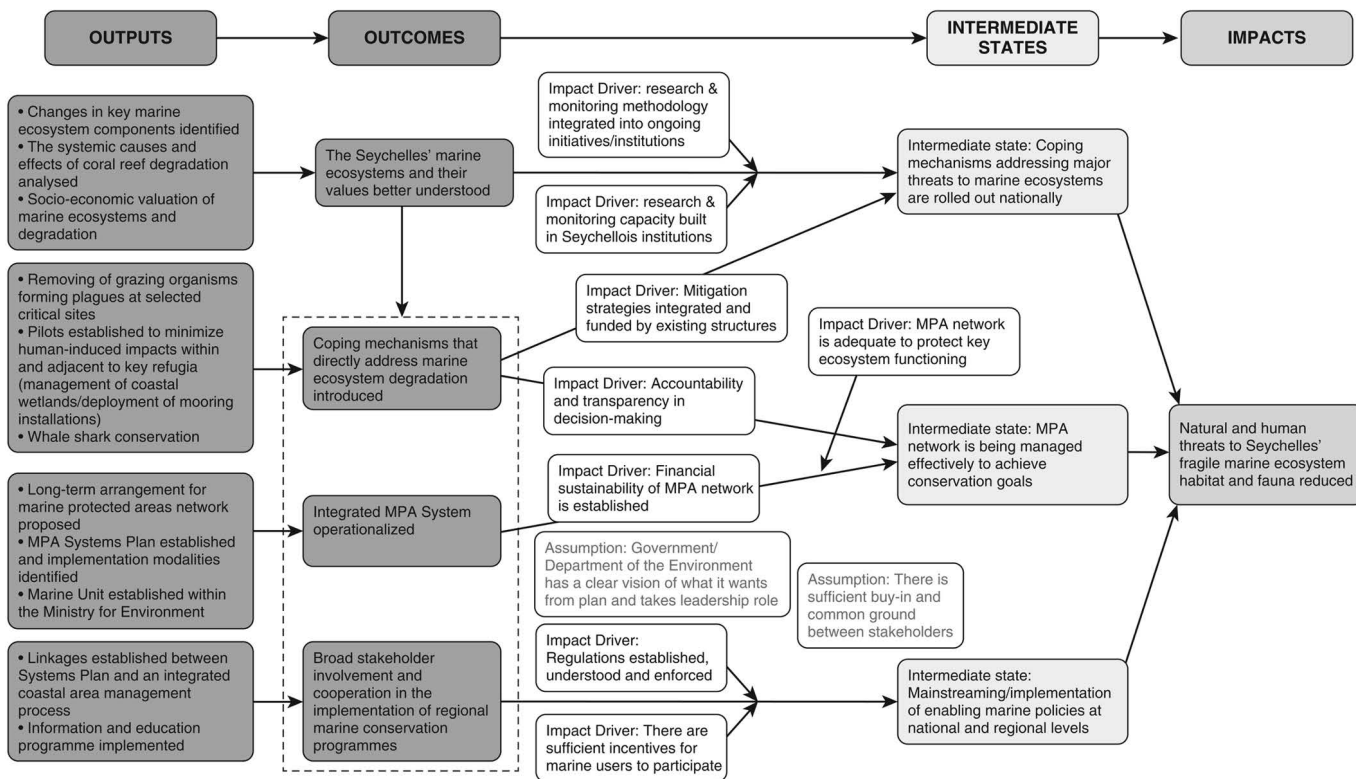 OUTPUTS
OUTCOMES
INTERMEDIATE
STATES
IMPACTS
• Changes in key marine
ecosystem components identified
• The systemic causes and
effects of coral reef degradation
analysed
• Socio-economic valuation of
marine ecosystems and
degradation
The Seychelles’ marine
ecosystems and their
values better understood
Impact Driver: research &
monitoring methodology
integrated into ongoing
initiatives/institutions
Impact Driver: research &
monitoring capacity built
in Seychellois institutions
Intermediate state: Coping
mechanisms addressing major
threats to marine ecosystems
are rolled out nationally
• Removing of grazing organisms
forming plagues at selected
critical sites
• Pilots established to minimize
human-induced impacts within
and adjacent to key refugia
(management of coastal
wetlands/deployment of mooring
installations)
• Whale shark conservation
Coping mechanisms that
directly address marine
ecosystem degradation
introduced
Impact Driver: Mitigation
strategies integrated and
funded by existing structures
Impact Driver: MPA network
is adequate to protect key
ecosystem functioning
Impact Driver: Accountability
and transparency in
decision-making
Intermediate state: MPA
network is being managed
effectively to achieve
conservation goals
Natural and human
threats to Seychelles’
fragile marine ecosystem
habitat and fauna reduced
• Long-term arrangement for
marine protected areas network
proposed
• MPA Systems Plan established
and implementation modalities
identified
• Marine Unit established within
the Ministry for Environment
Integrated MPA System
operationalized
Impact Driver: Financial
sustainability of MPA network
is established
Assumption: Government/
Department of the Environment
has a clear vision of what it wants
from plan and takes leadership role
Assumption: There is
sufficient buy-in and
common ground
between stakeholders
• Linkages established between
Systems Plan and an integrated
coastal area management
process
• Information and education
programme implemented
Broad stakeholder
involvement and
cooperation in the
implementation of regional
marine conservation
programmes
Impact Driver:
Regulations established,
understood and enforced
Impact Driver: There are
sufficient incentives for
marine users to participate
Intermediate state:
Mainstreaming/implementation
of enabling marine policies at
national and regional levels